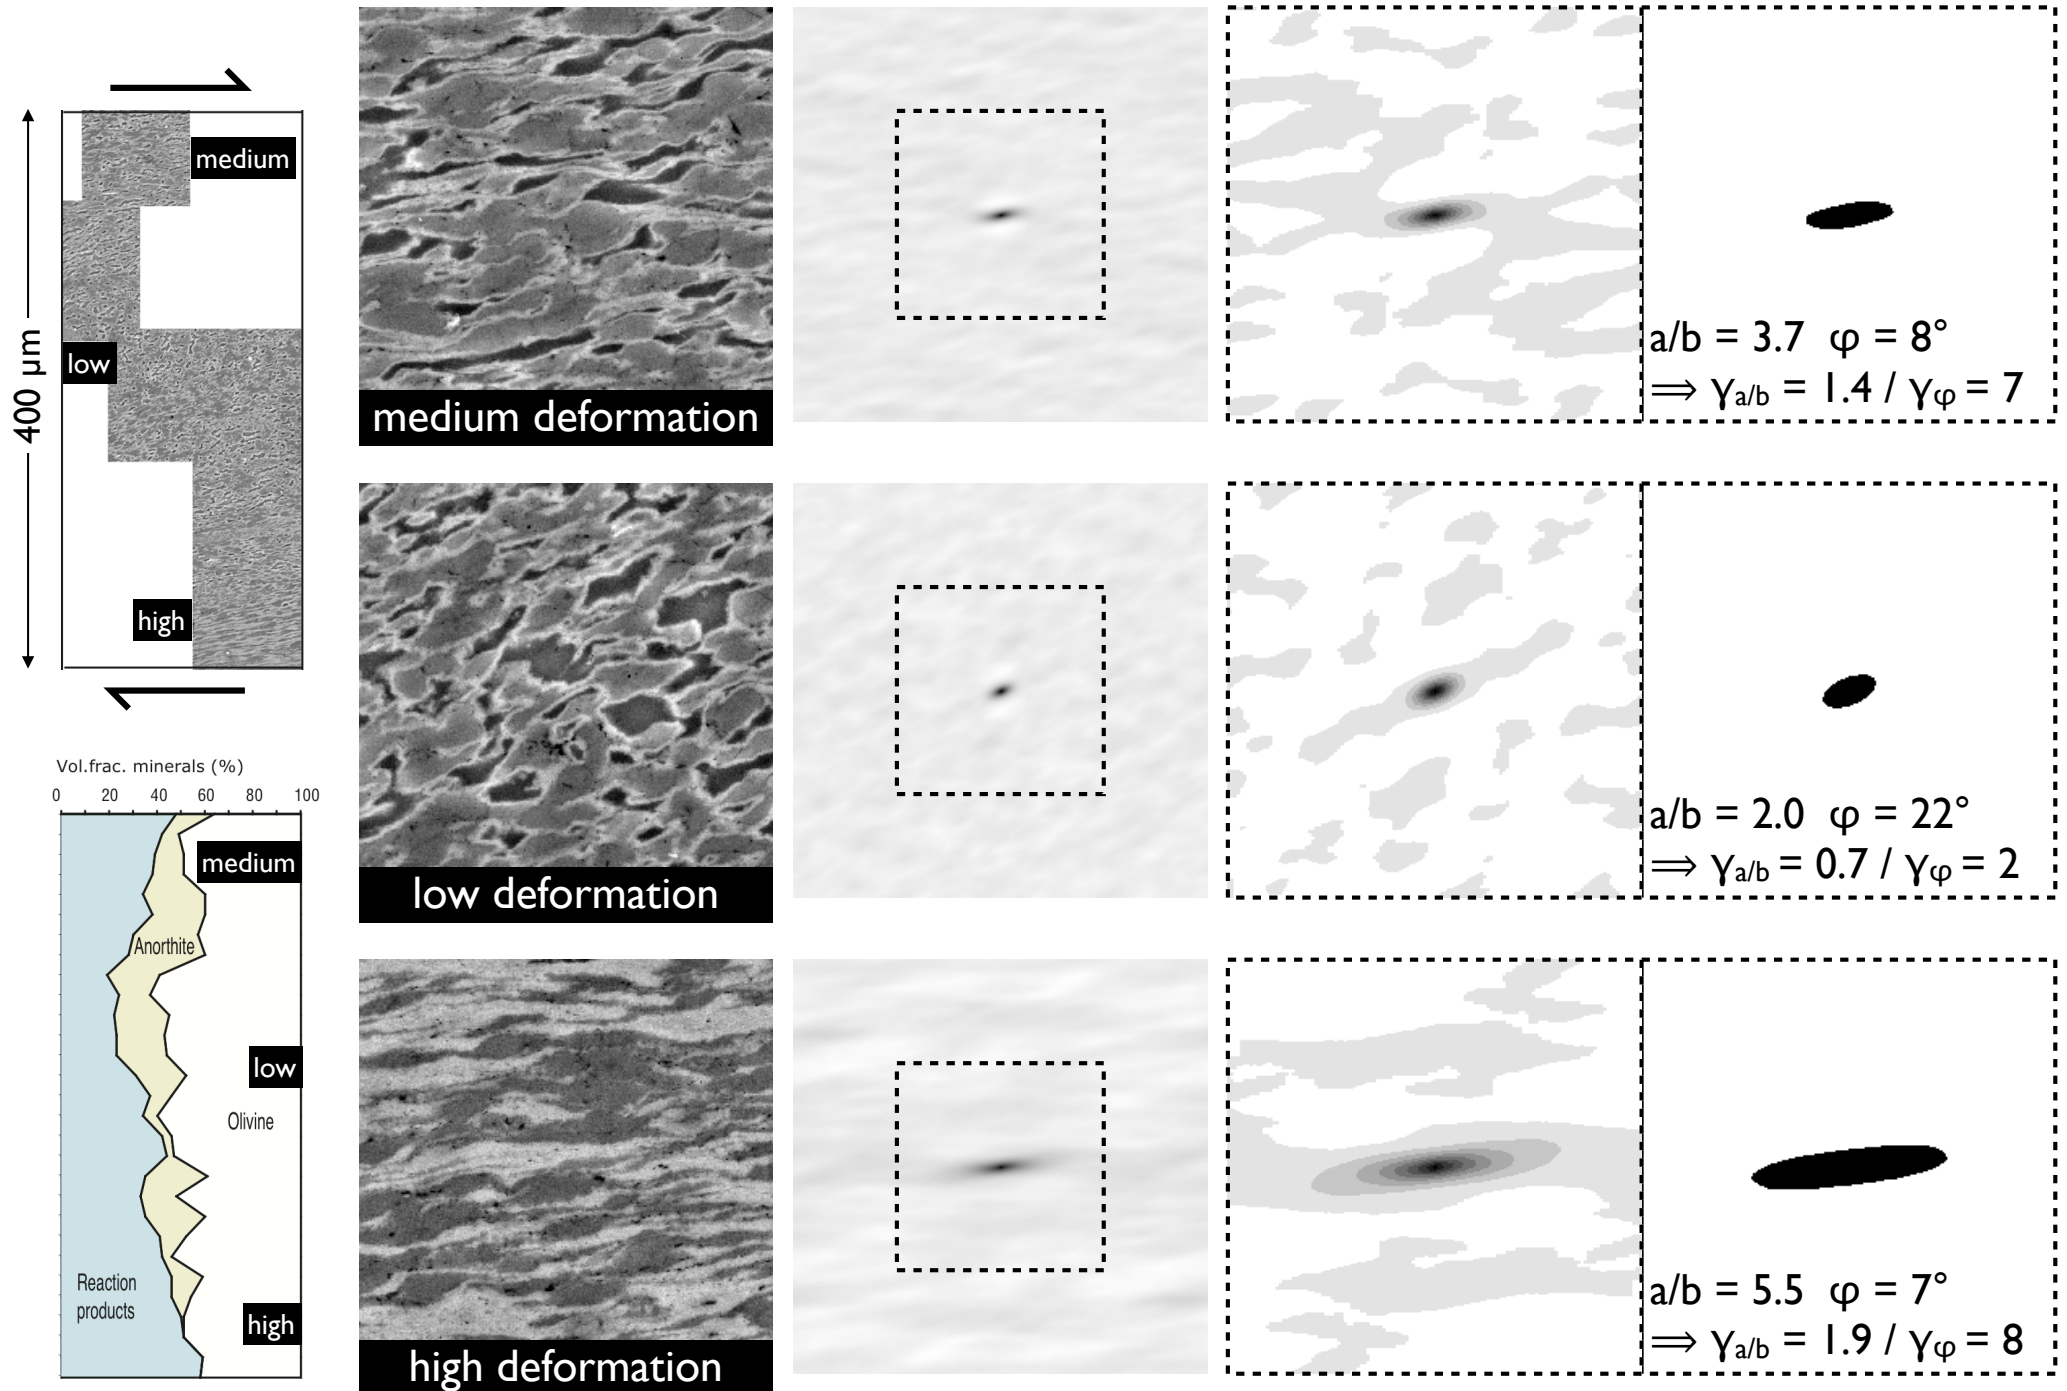 medium
low
400 µm
high
Vol.frac. minerals (%)
0 20 40 60 80 100
medium
Anorthite
low
Olivine
Reaction
products
high
medium deformation
a/b = 3.7 φ = 8°
⟹ γa/b = 1.4 / γφ = 7
low deformation
a/b = 2.0 φ = 22°
⟹ γa/b = 0.7 / γφ = 2
high deformation
a/b = 5.5 φ = 7°
⟹ γa/b = 1.9 / γφ = 8